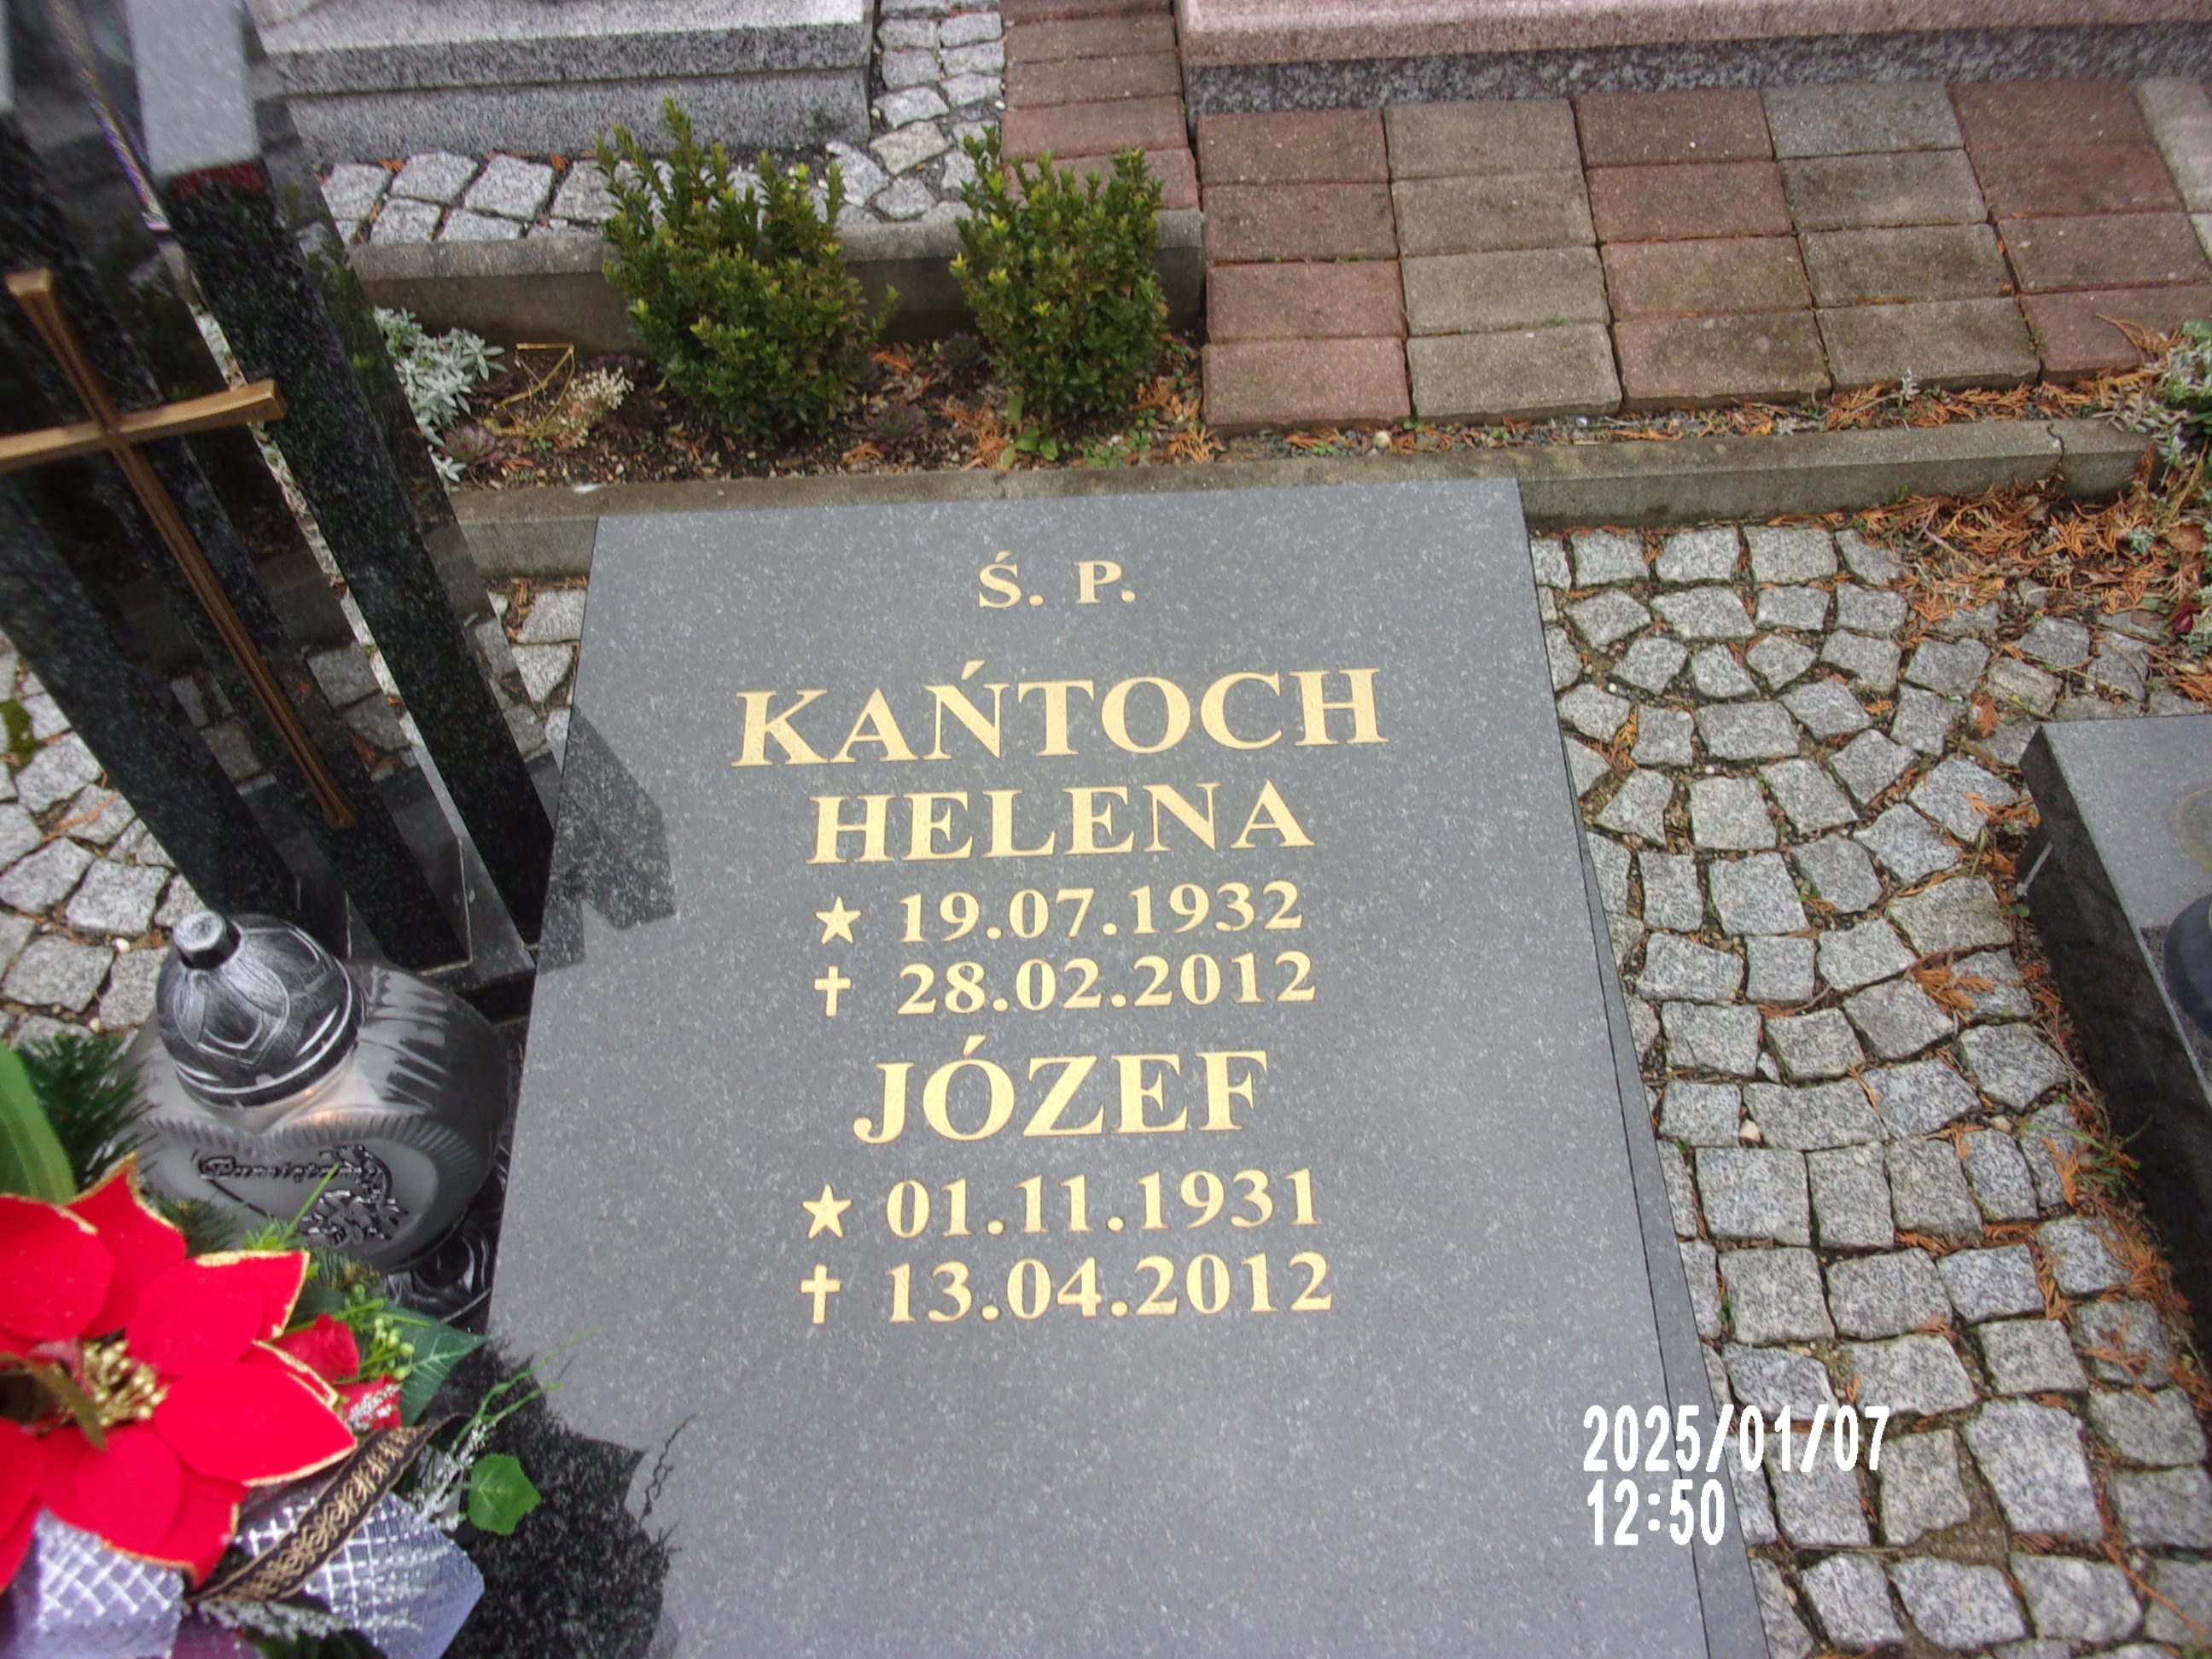 Ś. P.
KAŃTOCH
HELENA
★ 19.07.1932
✝ 28.02.2012
JÓZEF
★ 01.11.1931
✝ 13.04.2012
2025/01/07
12:50